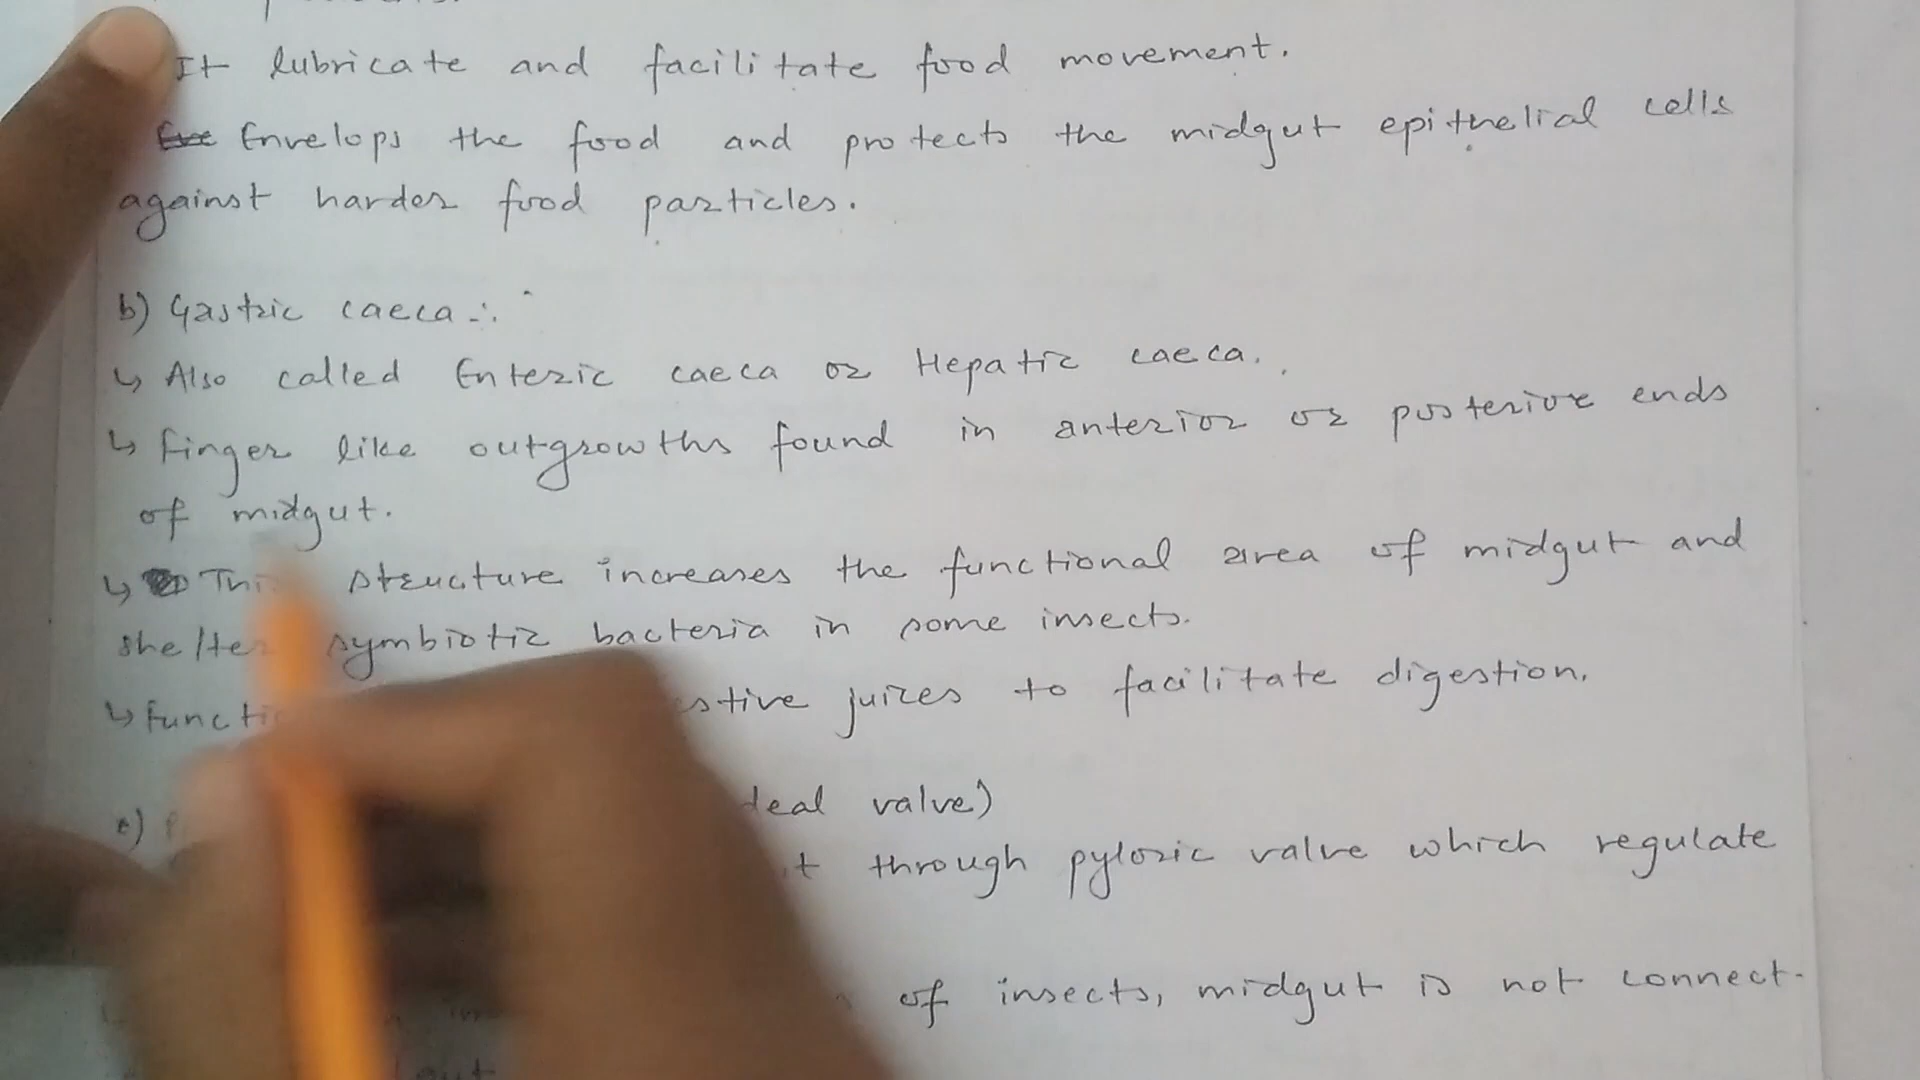 It lubricate and facilitate food movement.
Envelops the food and protects the midgut epithelial cells
against harder food particles.
b) Gastric caeca :-
↳ Also called Enteric caeca or Hepatic caeca.
↳ Finger like outgrowths found in anterior or posterior ends
of midgut.
↳ This structure increases the functional area of midgut and
shelter symbiotic bacteria in some insects.
↳ juices to facilitate digestion.
c) valve)
through pyloric valve which regulate
of insects, midgut is not connect-